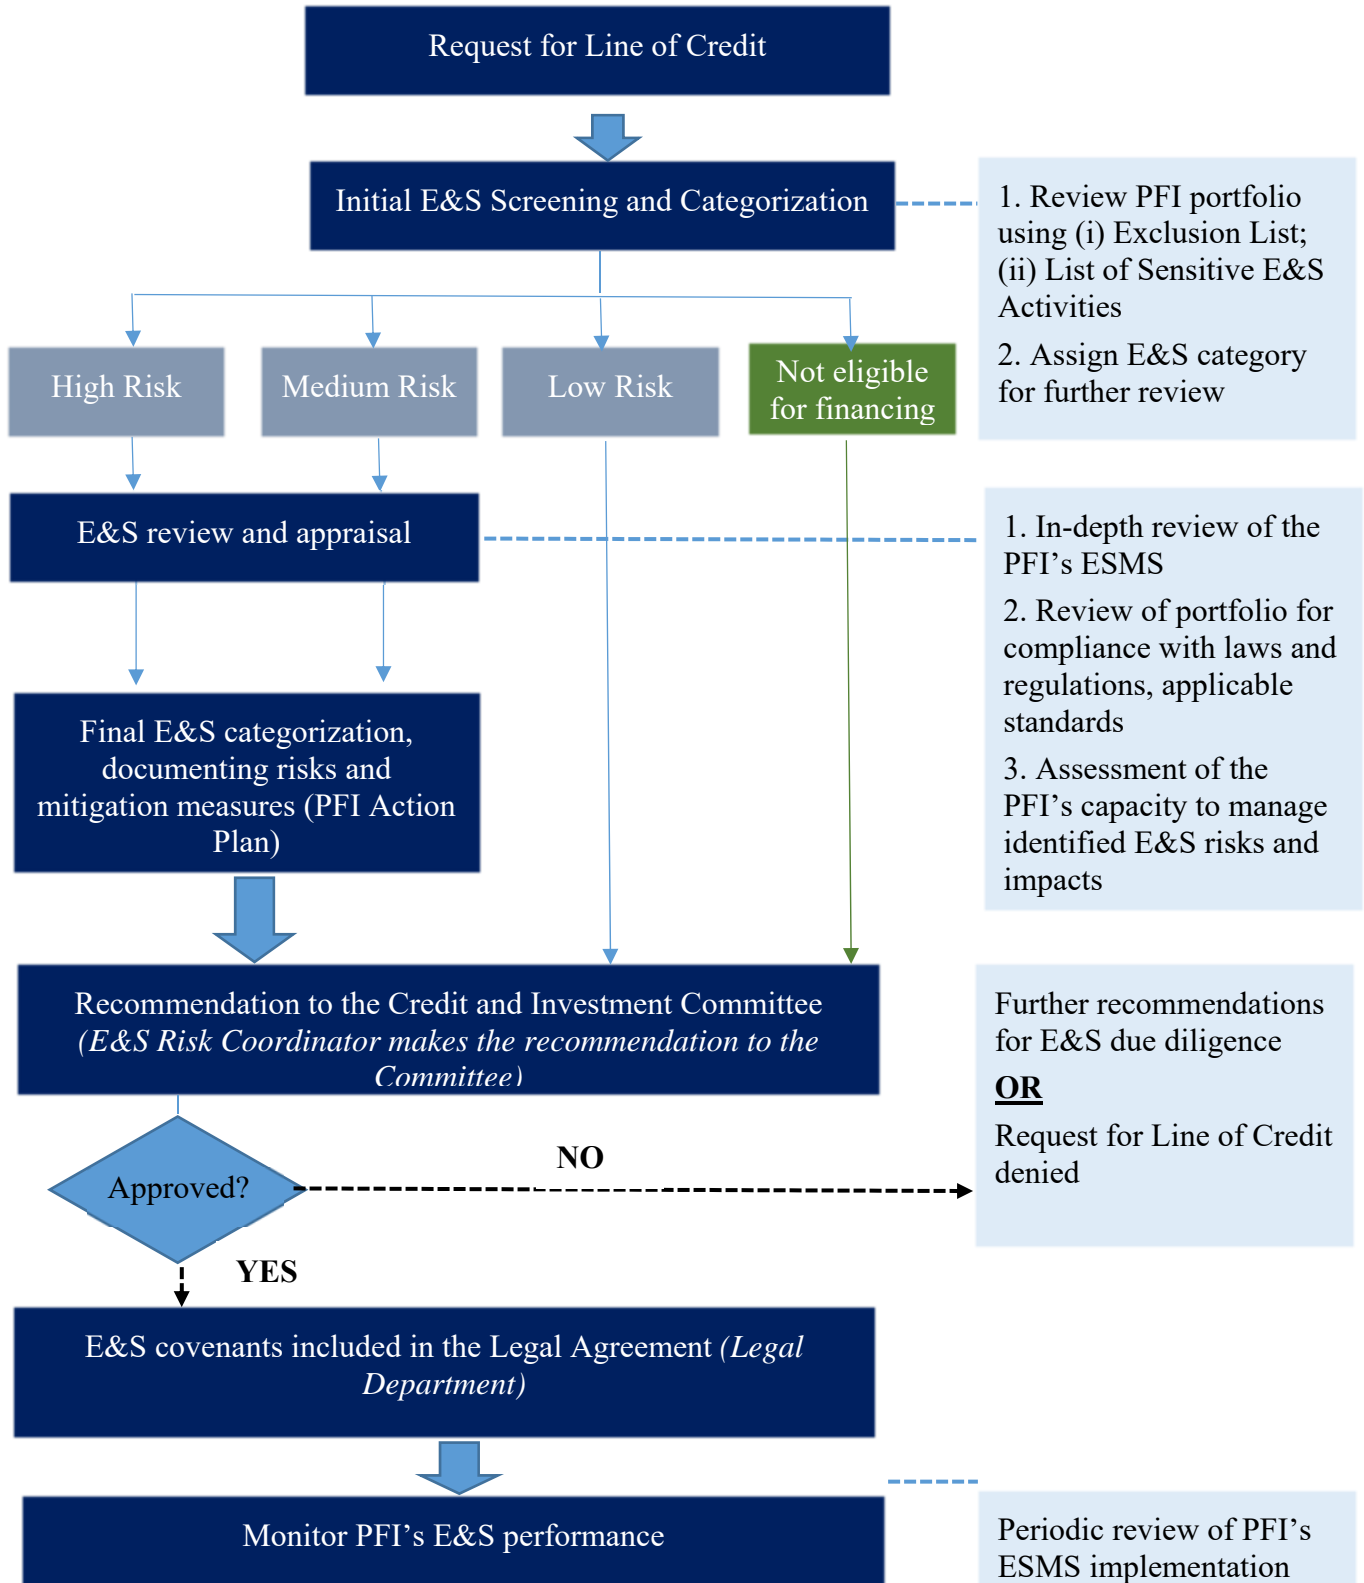 Request for Line of Credit
Initial E&S Screening and Categorization
1. Review PFI portfolio
using (i) Exclusion List;
(ii) List of Sensitive E&S
Activities
2. Assign E&S category
for further review
High Risk
Medium Risk
Low Risk
Not eligible
for financing
E&S review and appraisal
1. In-depth review of the
PFI’s ESMS
2. Review of portfolio for
compliance with laws and
regulations, applicable
standards
3. Assessment of the
PFI’s capacity to manage
identified E&S risks and
impacts
Final E&S categorization,
documenting risks and
mitigation measures (PFI Action
Plan)
Recommendation to the Credit and Investment Committee
(E&S Risk Coordinator makes the recommendation to the
Committee)
Further recommendations
for E&S due diligence
OR
Request for Line of Credit
denied
Approved?
NO
YES
E&S covenants included in the Legal Agreement (Legal
Department)
Monitor PFI’s E&S performance
Periodic review of PFI’s
ESMS implementation